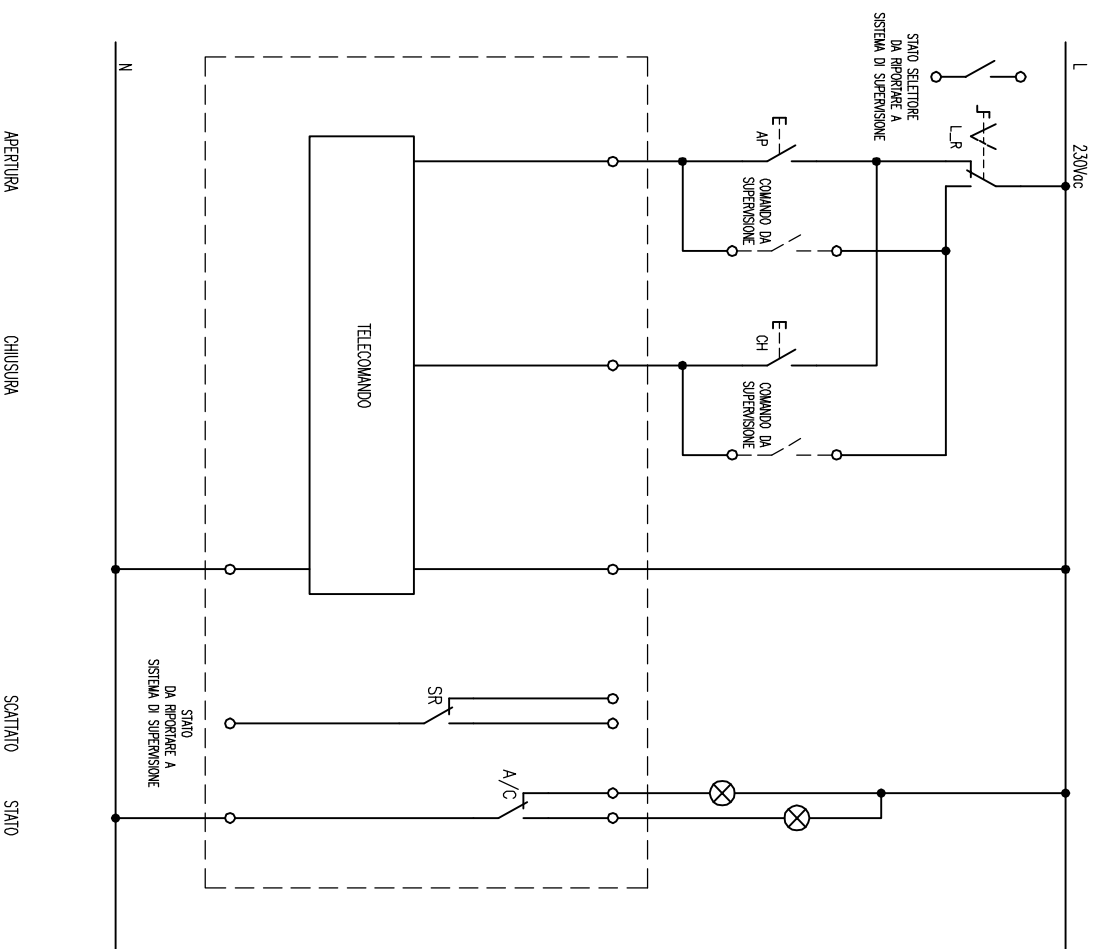 L
230Vac
STATO SELETTORE
DA RIPORTARE A
SISTEMA DI SUPERVISIONE
L_R
AP
COMANDO DA
SUPERVISIONE
CH
COMANDO DA
SUPERVISIONE
TELECOMANDO
SR
A/C
STATO
DA RIPORTARE A
SISTEMA DI SUPERVISIONE
N
APERTURA
CHIUSURA
SCATTATO
STATO